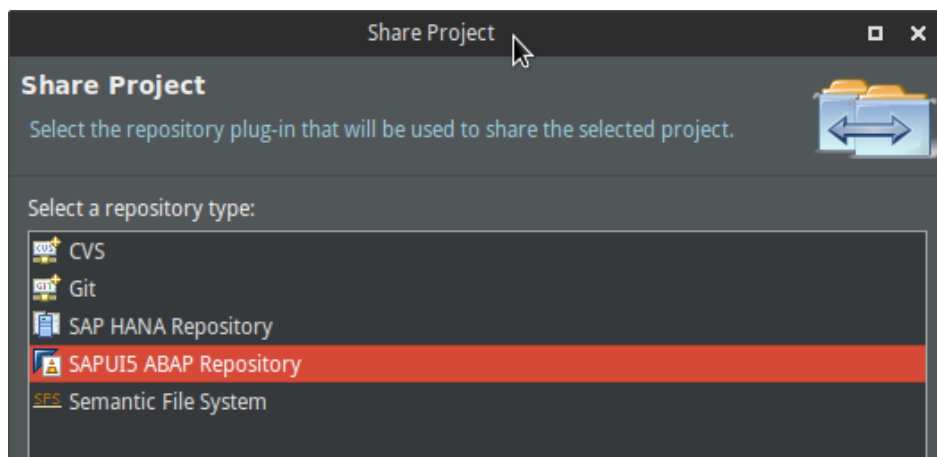 Share Project
Share Project
Select the repository plug-in that will be used to share the selected project.
Select a repository type:
CVS
Git
SAP HANA Repository
SAPUI5 ABAP Repository
SFS Semantic File System